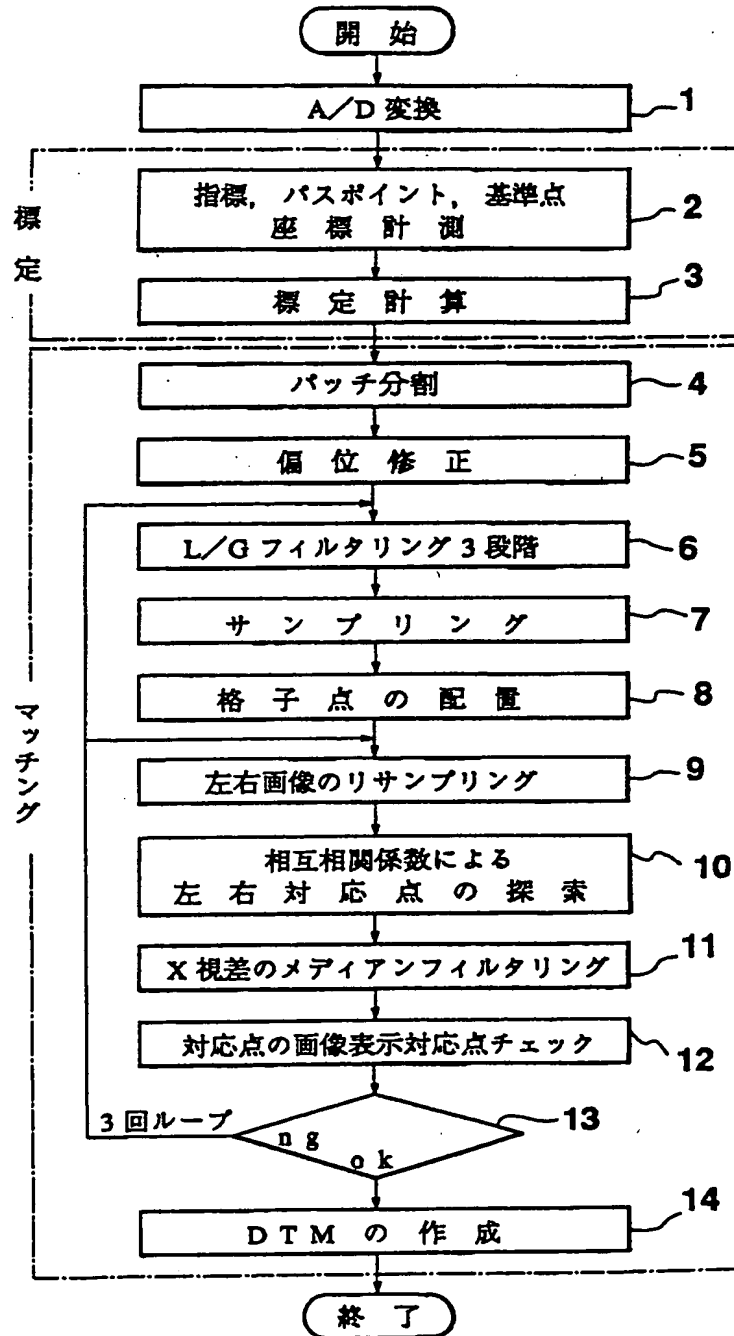 開始
A/D変換
1
標定
指標, パスポイント, 基準点
座標計測
2
標定計算
3
マッチング
パッチ分割
4
偏位修正
5
L/Gフィルタリング3段階
6
サンプリング
7
格子点の配置
8
左右画像のリサンプリング
9
相互相関係数による
左右対応点の探索
10
X視差のメディアンフィルタリング
11
対応点の画像表示対応点チェック
12
3回ループ
ng
ok
13
DTMの作成
14
終了